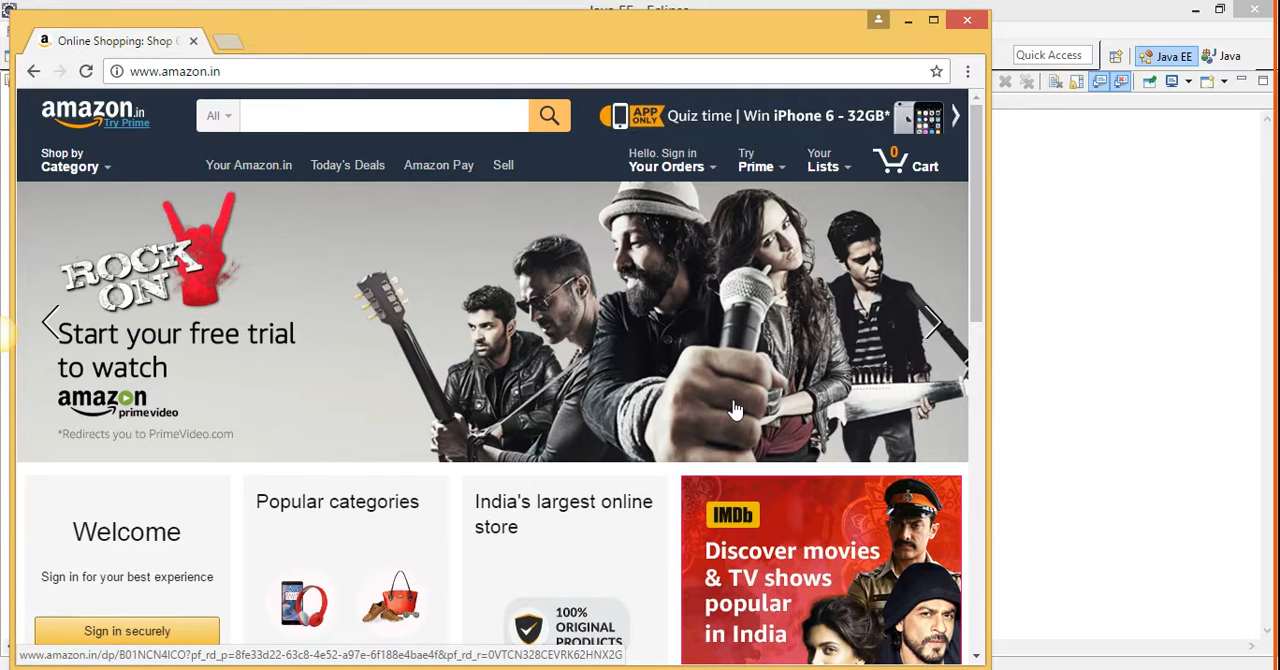 Java EE - Eclipse
Online Shopping: Shop
www.amazon.in
Quick Access
Java EE
Java
amazon.in
Try Prime
All
APP ONLY
Quiz time | Win iPhone 6 - 32GB*
Shop by
Category
Your Amazon.in
Today's Deals
Amazon Pay
Sell
Hello. Sign in
Your Orders
Try
Prime
Your
Lists
0
Cart
ROCK
ON
Start your free trial
to watch
amazon
prime video
*Redirects you to PrimeVideo.com
Welcome
Sign in for your best experience
Sign in securely
Popular categories
India's largest online
store
100%
ORIGINAL
PRODUCTS
IMDb
Discover movies
& TV shows
popular
in India
www.amazon.in/dp/B01NCN4ICO?pf_rd_p=8fe33d22-63c8-4e52-a97e-6f188e4bae4f&pf_rd_r=0VTCN328CEVRK62HNX2G